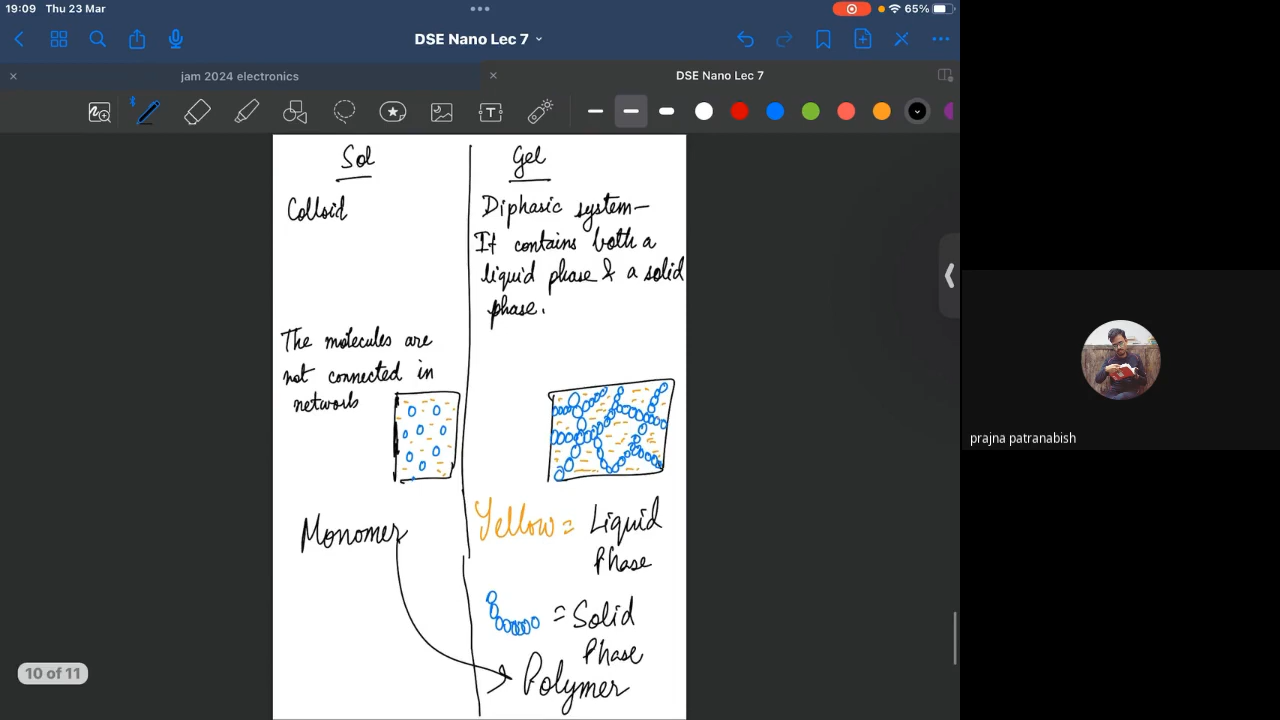 19:09 Thu 23 Mar
65%
DSE Nano Lec 7
jam 2024 electronics
DSE Nano Lec 7
Sol
Colloid
The molecules are
not connected in
network
Monomer
Gel
Diphasic system—
It contains both a
liquid phase & a solid
phase.
Yellow = Liquid
Phase
= Solid
Phase
Polymer
10 of 11
prajna patranabish